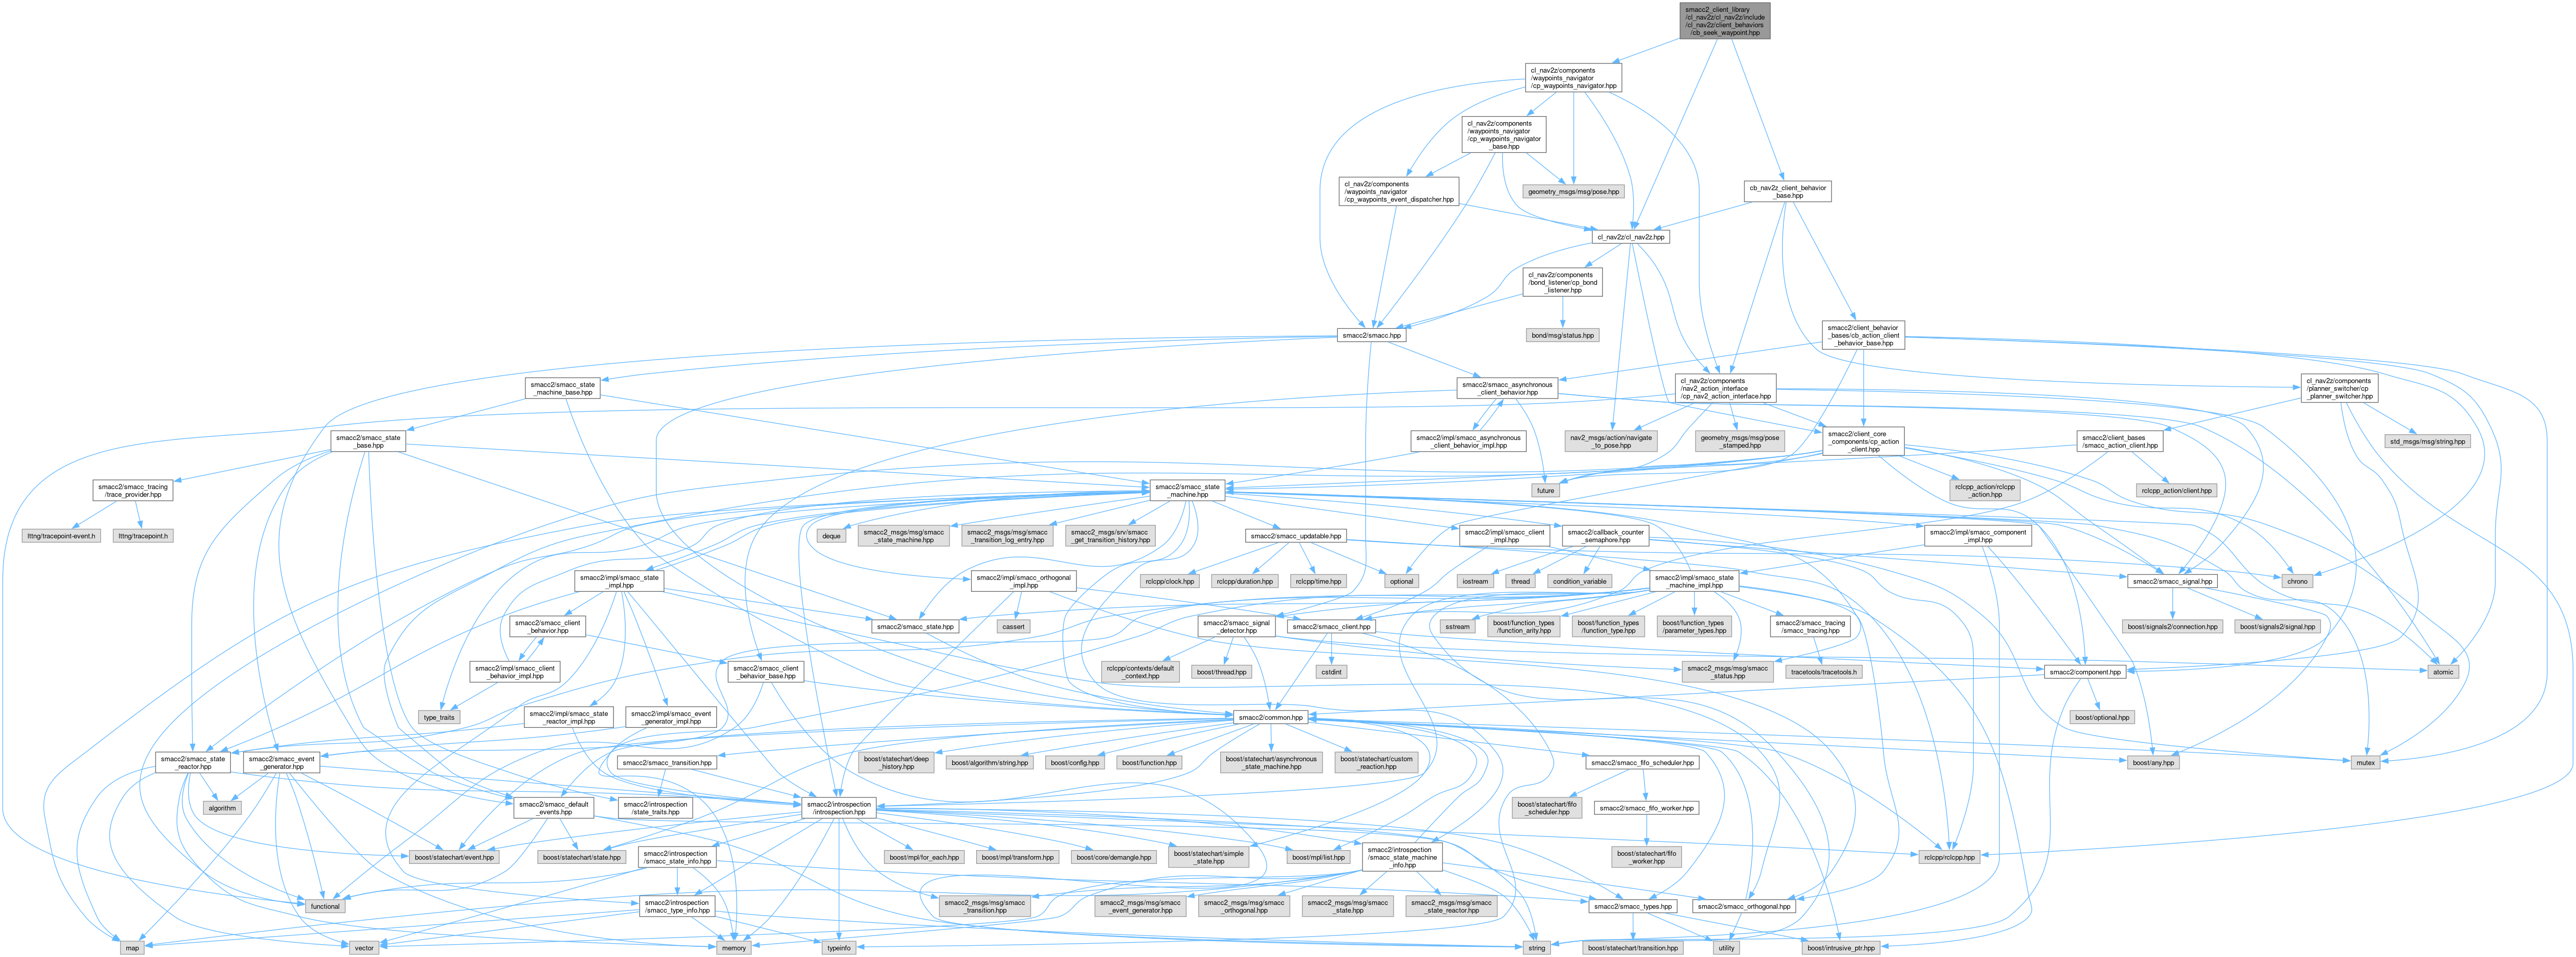 smacc2_client_library
/cl_nav2z/cl_nav2z/include
/cl_nav2z/client_behaviors
/cb_seek_waypoint.hpp
cl_nav2z/components
/waypoints_navigator
/cp_waypoints_navigator.hpp
cl_nav2z/components
/waypoints_navigator
/cp_waypoints_navigator
_base.hpp
cl_nav2z/components
/waypoints_navigator
/cp_waypoints_event_dispatcher.hpp
geometry_msgs/msg/pose.hpp
cb_nav2z_client_behavior
_base.hpp
cl_nav2z/cl_nav2z.hpp
cl_nav2z/components
/bond_listener/cp_bond
_listener.hpp
smacc2/smacc.hpp
bond/msg/status.hpp
smacc2/client_behavior
_bases/cb_action_client
_behavior_base.hpp
smacc2/smacc_state
_machine_base.hpp
smacc2/smacc_asynchronous
_client_behavior.hpp
cl_nav2z/components
/nav2_action_interface
/cp_nav2_action_interface.hpp
cl_nav2z/components
/planner_switcher/cp
_planner_switcher.hpp
smacc2/smacc_state
_base.hpp
smacc2/impl/smacc_asynchronous
_client_behavior_impl.hpp
nav2_msgs/action/navigate
_to_pose.hpp
geometry_msgs/msg/pose
_stamped.hpp
smacc2/client_core
_components/cp_action
_client.hpp
smacc2/client_bases
/smacc_action_client.hpp
std_msgs/msg/string.hpp
smacc2/smacc_tracing
/trace_provider.hpp
smacc2/smacc_state
_machine.hpp
future
rclcpp_action/rclcpp
_action.hpp
rclcpp_action/client.hpp
lttng/tracepoint-event.h
lttng/tracepoint.h
deque
smacc2_msgs/msg/smacc
_state_machine.hpp
smacc2_msgs/msg/smacc
_transition_log_entry.hpp
smacc2_msgs/srv/smacc
_get_transition_history.hpp
smacc2/smacc_updatable.hpp
smacc2/impl/smacc_client
_impl.hpp
smacc2/callback_counter
_semaphore.hpp
smacc2/impl/smacc_component
_impl.hpp
smacc2/impl/smacc_state
_impl.hpp
smacc2/impl/smacc_orthogonal
_impl.hpp
rclcpp/clock.hpp
rclcpp/duration.hpp
rclcpp/time.hpp
optional
iostream
thread
condition_variable
smacc2/impl/smacc_state
_machine_impl.hpp
smacc2/smacc_signal.hpp
chrono
smacc2/smacc_client
_behavior.hpp
smacc2/smacc_state.hpp
cassert
smacc2/smacc_signal
_detector.hpp
smacc2/smacc_client.hpp
sstream
boost/function_types
/function_arity.hpp
boost/function_types
/function_type.hpp
boost/function_types
/parameter_types.hpp
smacc2/smacc_tracing
/smacc_tracing.hpp
boost/signals2/connection.hpp
boost/signals2/signal.hpp
smacc2/impl/smacc_client
_behavior_impl.hpp
smacc2/smacc_client
_behavior_base.hpp
rclcpp/contexts/default
_context.hpp
boost/thread.hpp
cstdint
smacc2_msgs/msg/smacc
_status.hpp
tracetools/tracetools.h
smacc2/component.hpp
atomic
type_traits
smacc2/impl/smacc_state
_reactor_impl.hpp
smacc2/impl/smacc_event
_generator_impl.hpp
smacc2/common.hpp
boost/optional.hpp
smacc2/smacc_state
_reactor.hpp
smacc2/smacc_event
_generator.hpp
smacc2/smacc_transition.hpp
boost/statechart/deep
_history.hpp
boost/algorithm/string.hpp
boost/config.hpp
boost/function.hpp
boost/statechart/asynchronous
_state_machine.hpp
boost/statechart/custom
_reaction.hpp
smacc2/smacc_fifo_scheduler.hpp
boost/any.hpp
mutex
algorithm
smacc2/smacc_default
_events.hpp
smacc2/introspection
/state_traits.hpp
smacc2/introspection
/introspection.hpp
boost/statechart/fifo
_scheduler.hpp
smacc2/smacc_fifo_worker.hpp
boost/statechart/event.hpp
boost/statechart/state.hpp
smacc2/introspection
/smacc_state_info.hpp
boost/mpl/for_each.hpp
boost/mpl/transform.hpp
boost/core/demangle.hpp
boost/statechart/simple
_state.hpp
boost/mpl/list.hpp
smacc2/introspection
/smacc_state_machine
_info.hpp
boost/statechart/fifo
_worker.hpp
rclcpp/rclcpp.hpp
functional
smacc2/introspection
/smacc_type_info.hpp
smacc2_msgs/msg/smacc
_transition.hpp
smacc2_msgs/msg/smacc
_event_generator.hpp
smacc2_msgs/msg/smacc
_orthogonal.hpp
smacc2_msgs/msg/smacc
_state.hpp
smacc2_msgs/msg/smacc
_state_reactor.hpp
smacc2/smacc_types.hpp
smacc2/smacc_orthogonal.hpp
map
vector
memory
typeinfo
string
boost/statechart/transition.hpp
utility
boost/intrusive_ptr.hpp